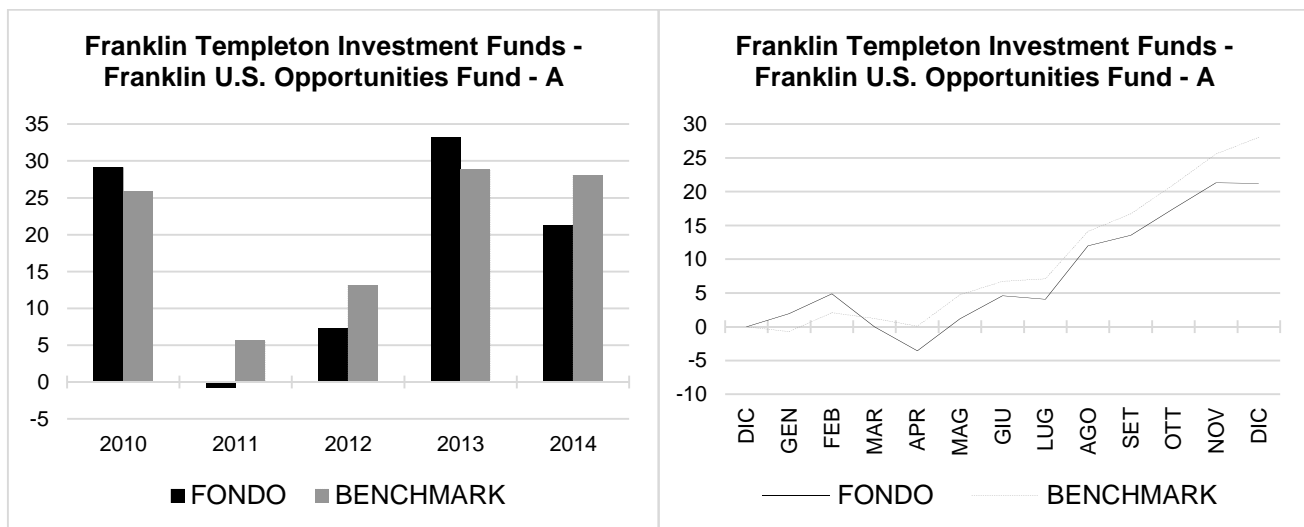 Franklin Templeton Investment Funds -
Franklin U.S. Opportunities Fund - A
35
30
25
20
15
10
5
0
-5
2010 2011 2012 2013 2014
FONDO BENCHMARK
Franklin Templeton Investment Funds -
Franklin U.S. Opportunities Fund - A
30
25
20
15
10
5
0
-5
-10
DIC GEN FEB MAR APR MAG GIU LUG AGO SET OTT NOV DIC
FONDO BENCHMARK